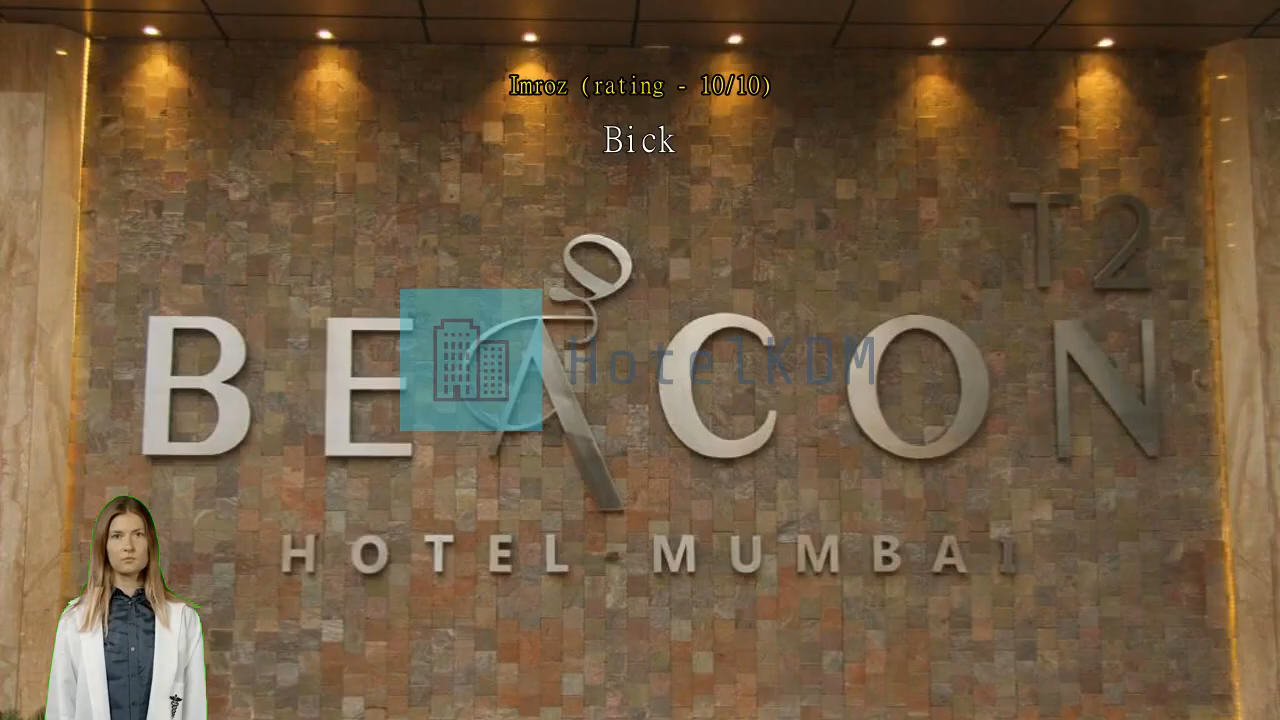 Imroz (rating - 10/10)
Bick
T2
BEACON
HotelKDM
HOTEL MUMBAI